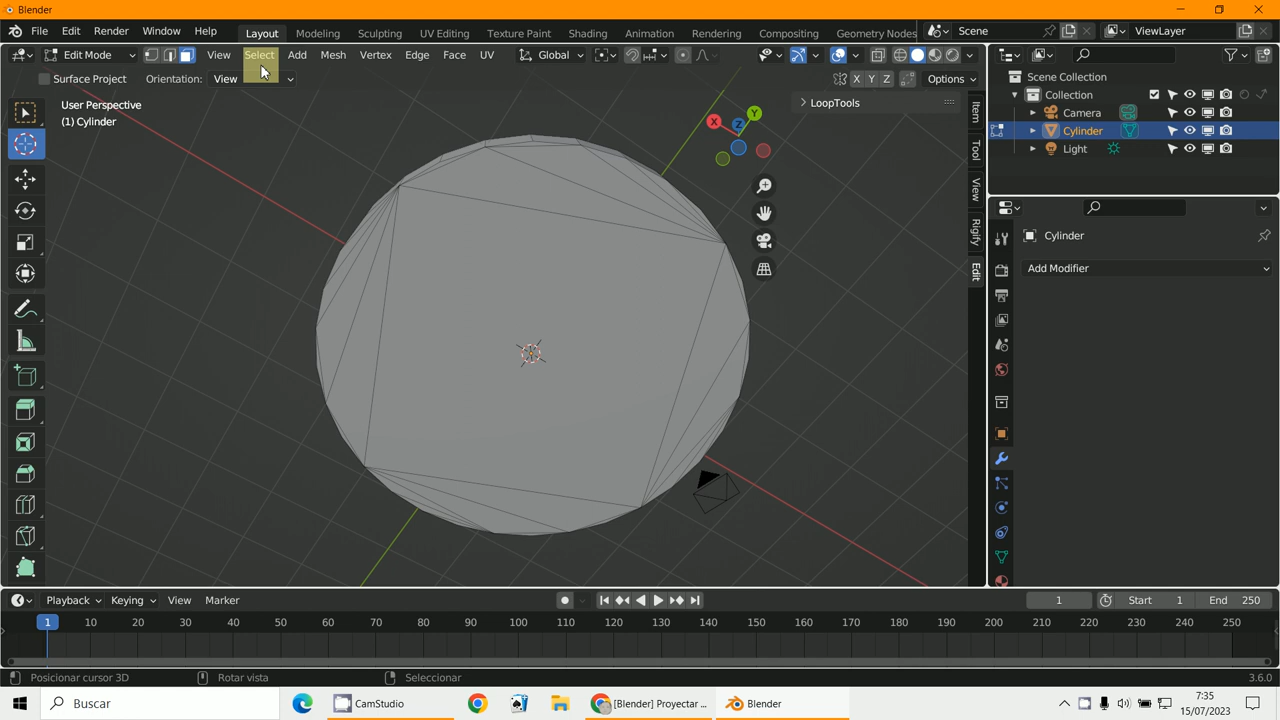 Blender
File Edit Render Window Help
Layout Modeling Sculpting UV Editing Texture Paint Shading Animation Rendering Compositing Geometry Nodes
Scene
ViewLayer
Edit Mode View Select Add Mesh Vertex Edge Face UV
Global
Surface Project Orientation: View
X Y Z Options
User Perspective
(1) Cylinder
LoopTools
X Y Z
Item
Tool
View
Rigify
Edit
Scene Collection
Collection
Camera
Cylinder
Light
Cylinder
Add Modifier
Playback Keying View Marker
1
Start 1 End 250
1 10 20 30 40 50 60 70 80 90 100 110 120 130 140 150 160 170 180 190 200 210 220 230 240 250
Posicionar cursor 3D Rotar vista Seleccionar 3.6.0
Buscar
CamStudio
[Blender] Proyectar ...
Blender
7:35
15/07/2023